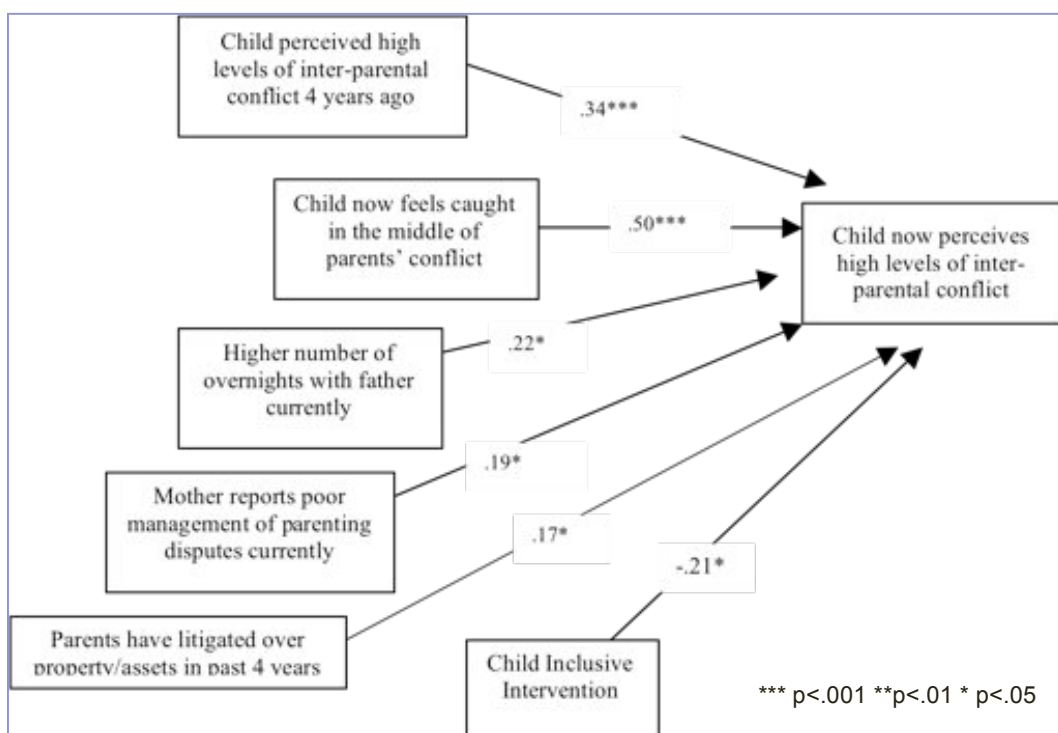 Child perceived high
levels of inter-parental
conflict 4 years ago
.34***
Child now feels caught
in the middle of
parents’ conflict
.50***
Child now perceives
high levels of inter-
parental conflict
Higher number of
overnights with father
currently
.22*
Mother reports poor
management of parenting
disputes currently
.19*
Parents have litigated over
property/assets in past 4 years
.17*
Child Inclusive
Intervention
-.21*
*** p<.001 **p<.01 * p<.05